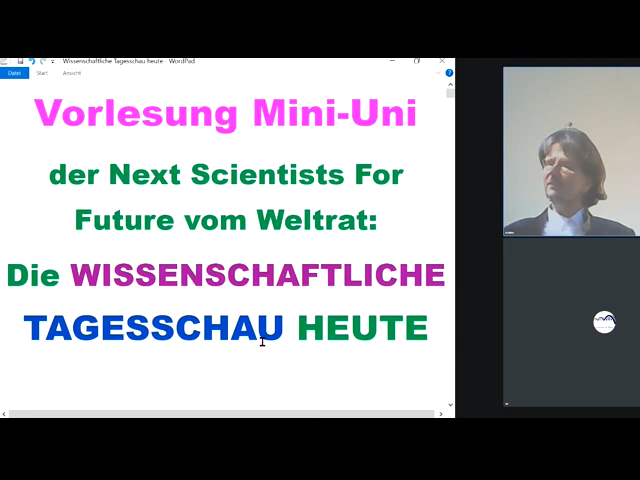 Wissenschaftliche Tagesschau heute - WordPad
Datei Start Ansicht
Vorlesung Mini-Uni
der Next Scientists For
Future vom Weltrat:
Die WISSENSCHAFTLICHE
TAGESSCHAU HEUTE